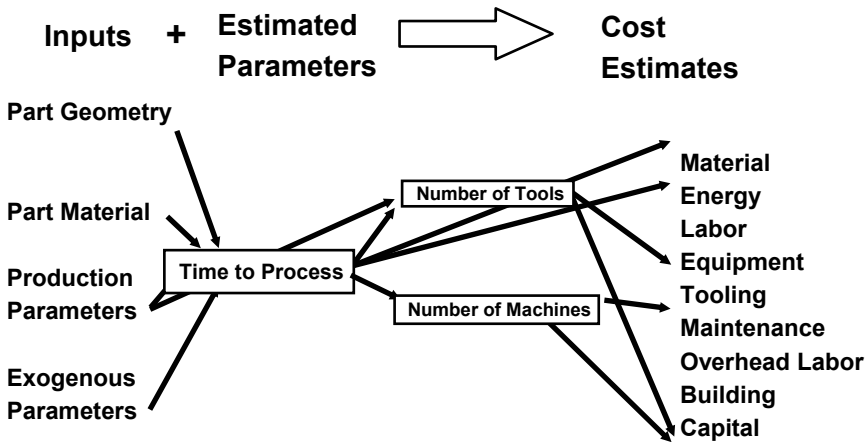 Inputs + Estimated Parameters
Cost Estimates
Part Geometry
Part Material
Production
Parameters
Exogenous
Parameters
Time to Process
Number of Tools
Number of Machines
Material
Energy
Labor
Equipment
Tooling
Maintenance
Overhead Labor
Building
Capital